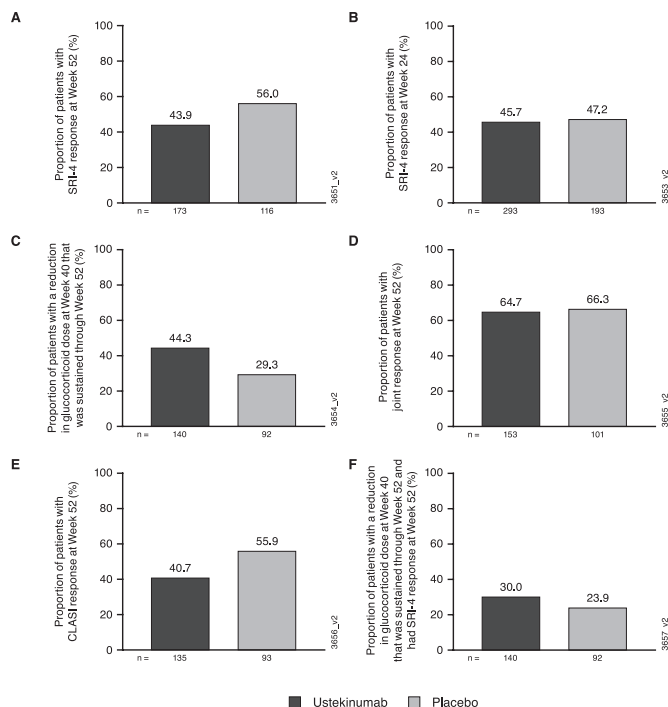 A
Proportion of patients with
SRI-4 response at Week 52 (%)
100
80
60
40
20
0
43.9
56.0
n =
173
116
3651_v2
B
Proportion of patients with
SRI-4 response at Week 24 (%)
100
80
60
40
20
0
45.7
47.2
n =
293
193
3653_v2
C
Proportion of patients with a reduction
in glucocorticoid dose at Week 40 that
was sustained through Week 52 (%)
100
80
60
40
20
0
44.3
29.3
n =
140
92
3654_v2
D
Proportion of patients with
joint response at Week 52 (%)
100
80
60
40
20
0
64.7
66.3
n =
153
101
3655_v2
E
Proportion of patients with
CLASI response at Week 52 (%)
100
80
60
40
20
0
40.7
55.9
n =
135
93
3656_v2
F
Proportion of patients with a reduction
in glucocorticoid dose at Week 40
that was sustained through Week 52 and
had SRI-4 response at Week 52 (%)
100
80
60
40
20
0
30.0
23.9
n =
140
92
3657_v2
Ustekinumab
Placebo